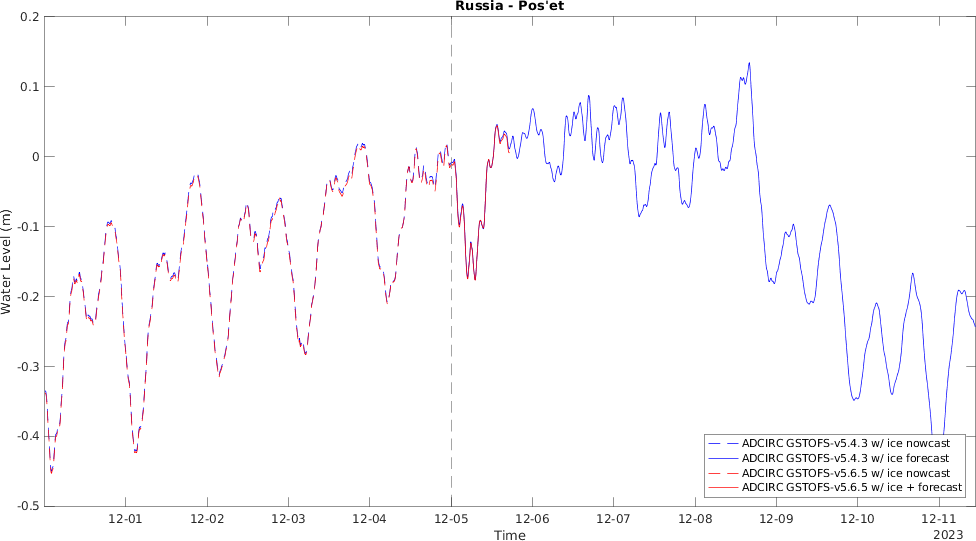 Russia - Pos'et
Water Level (m)
0.2
0.1
0
-0.1
-0.2
-0.3
-0.4
-0.5
12-01 12-02 12-03 12-04 12-05 12-06 12-07 12-08 12-09 12-10 12-11
Time
2023
ADCIRC GSTOFS-v5.4.3 w/ ice nowcast
ADCIRC GSTOFS-v5.4.3 w/ ice forecast
ADCIRC GSTOFS-v5.6.5 w/ ice nowcast
ADCIRC GSTOFS-v5.6.5 w/ ice + forecast